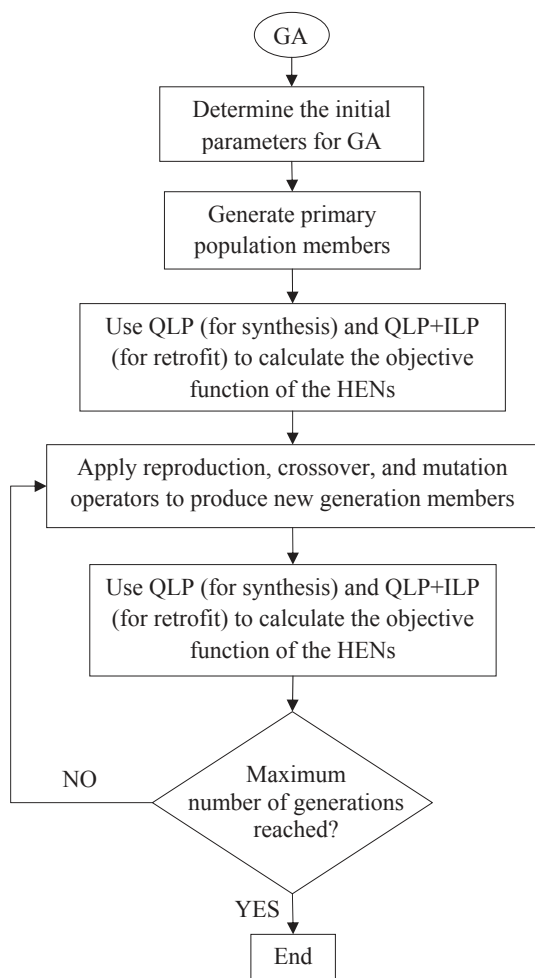 GA
Determine the initial
parameters for GA
Generate primary
population members
Use QLP (for synthesis) and QLP+ILP
(for retrofit) to calculate the objective
function of the HENs
Apply reproduction, crossover, and mutation
operators to produce new generation members
Use QLP (for synthesis) and QLP+ILP
(for retrofit) to calculate the objective
function of the HENs
NO
Maximum
number of generations
reached?
YES
End